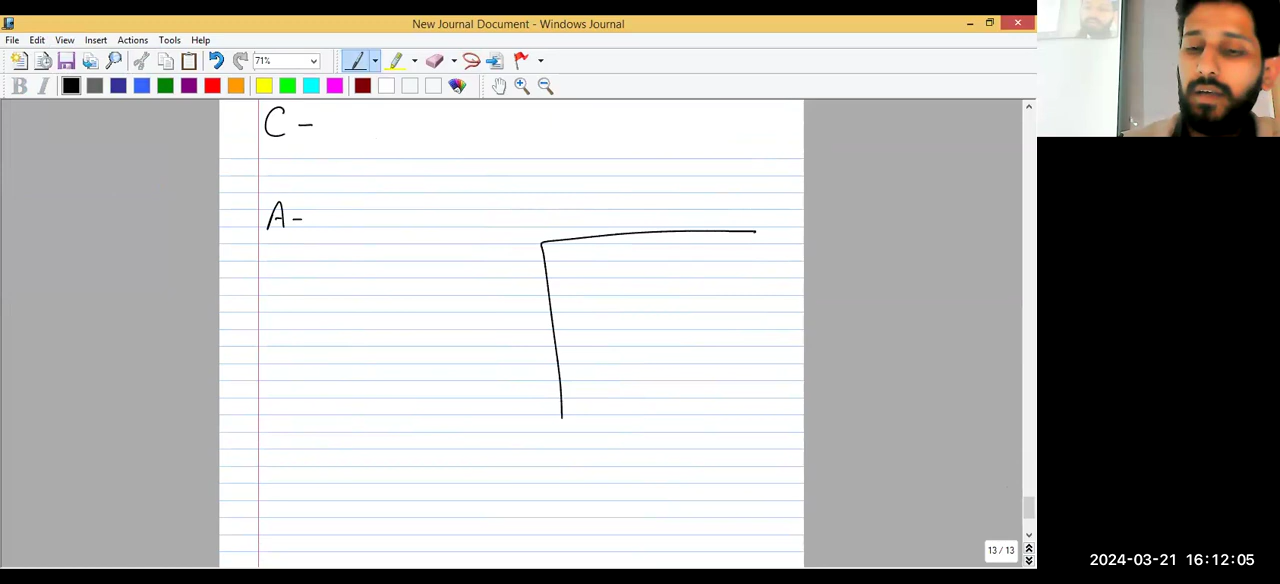 New Journal Document - Windows Journal
File Edit View Insert Actions Tools Help
71%
B I
C -
A -
13 / 13
2024-03-21 16:12:05